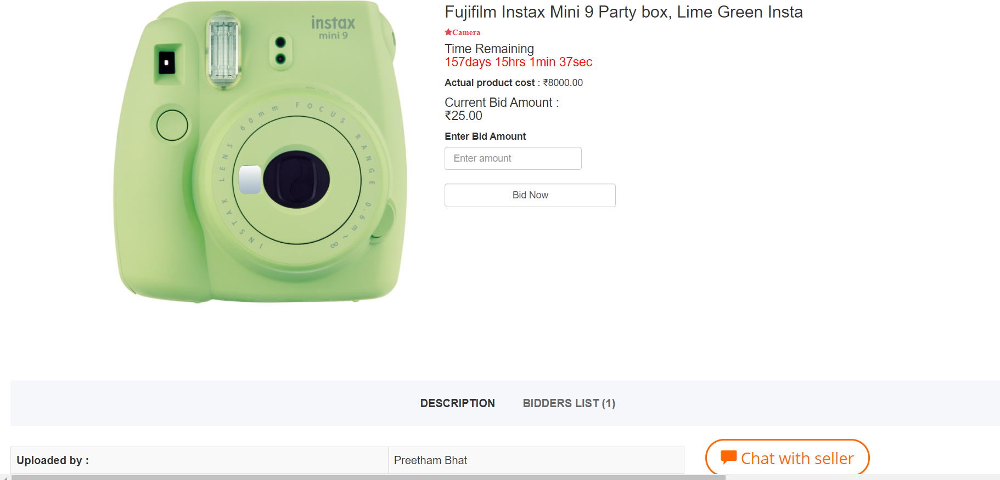 instax
mini 9
60mm FOCUS RANGE 0.6m~∞
INSTAX LENS
Fujifilm Instax Mini 9 Party box, Lime Green Insta
Camera
Time Remaining
157days 15hrs 1min 37sec
Actual product cost : ₹8000.00
Current Bid Amount :
₹25.00
Enter Bid Amount
Enter amount
Bid Now
DESCRIPTION
BIDDERS LIST (1)
Uploaded by :
Preetham Bhat
Chat with seller